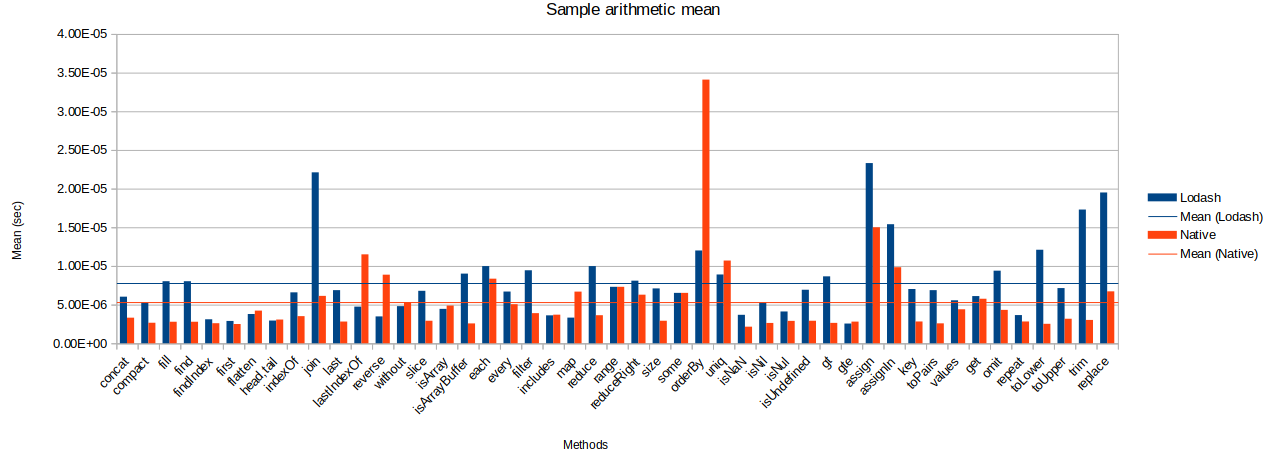 Sample arithmetic mean
4.00E-05
3.50E-05
3.00E-05
2.50E-05
2.00E-05
1.50E-05
1.00E-05
5.00E-06
0.00E+00
Mean (sec)
concat
compact
fill
find
findIndex
first
flatten
head,tail
indexOf
join
last
lastIndexOf
reverse
without
slice
isArray
isArrayBuffer
each
every
filter
includes
map
reduce
range
reduceRight
size
some
orderBy
uniq
isNaN
isNil
isNul
isUndefined
gt
gte
assign
assignIn
key
toPairs
values
get
omit
repeat
toLower
toUpper
trim
replace
Methods
Lodash
Mean (Lodash)
Native
Mean (Native)